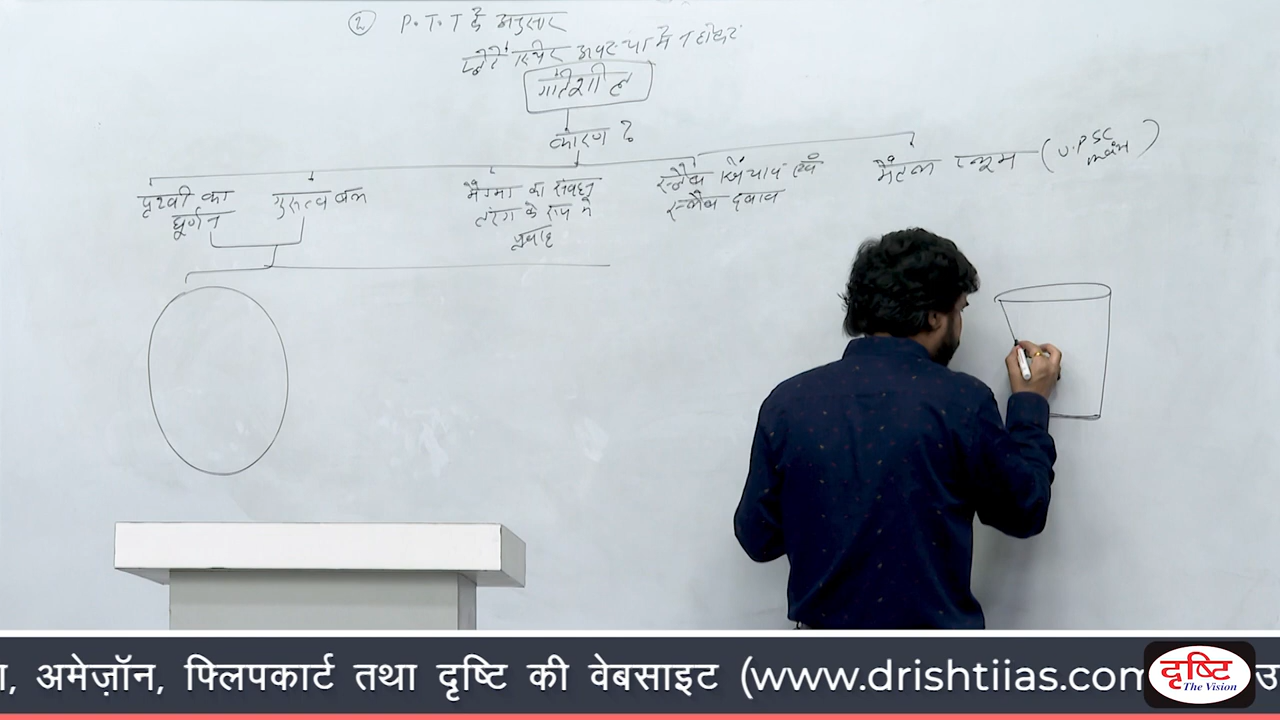 ② P.T.T के अनुसार
प्लेटें स्थिर अवस्था में न होकर
गतिशील
कारण ?
पृथ्वी का
घूर्णन
गुरुत्व बल
मैग्मा का संवहन
तरंग के रूप में
प्रवाह
स्लैब खिंचाव एवं
स्लैब दबाव
मैंटल प्लूम (U.P.SC
main)
अमेज़ॉन, फ्लिपकार्ट तथा दृष्टि की वेबसाइट (www.drishtiias.com
दृष्टि
The Vision